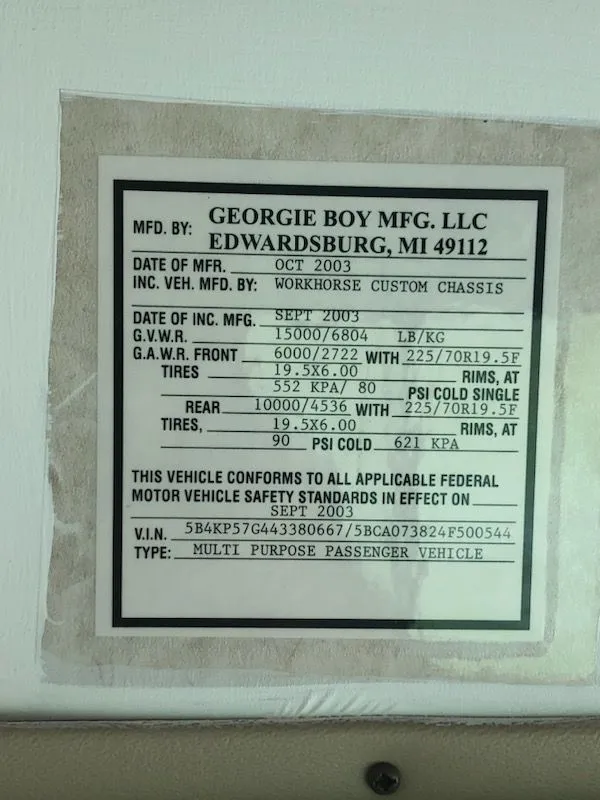 MFD. BY: GEORGIE BOY MFG. LLC
EDWARDSBURG, MI 49112
DATE OF MFR. OCT 2003
INC. VEH. MFD. BY: WORKHORSE CUSTOM CHASSIS
DATE OF INC. MFG. SEPT 2003
G.V.W.R. 15000/6804 LB/KG
G.A.W.R. FRONT 6000/2722 WITH 225/70R19.5F
TIRES 19.5X6.00 RIMS, AT
552 KPA/ 80 PSI COLD SINGLE
REAR 10000/4536 WITH 225/70R19.5F
TIRES, 19.5X6.00 RIMS, AT
90 PSI COLD 621 KPA
THIS VEHICLE CONFORMS TO ALL APPLICABLE FEDERAL
MOTOR VEHICLE SAFETY STANDARDS IN EFFECT ON
SEPT 2003
V.I.N. 5B4KP57G443380667/5BCA073824F500544
TYPE: MULTI PURPOSE PASSENGER VEHICLE